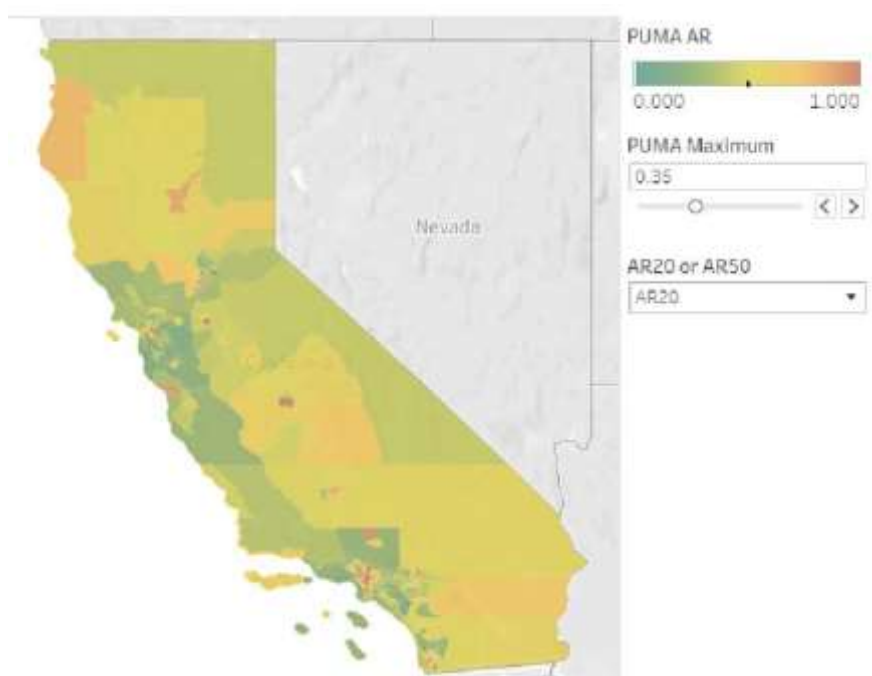 PUMA AR
0.000 1.000
PUMA Maximum
0.35
Nevada
AR20 or AR50
AR20